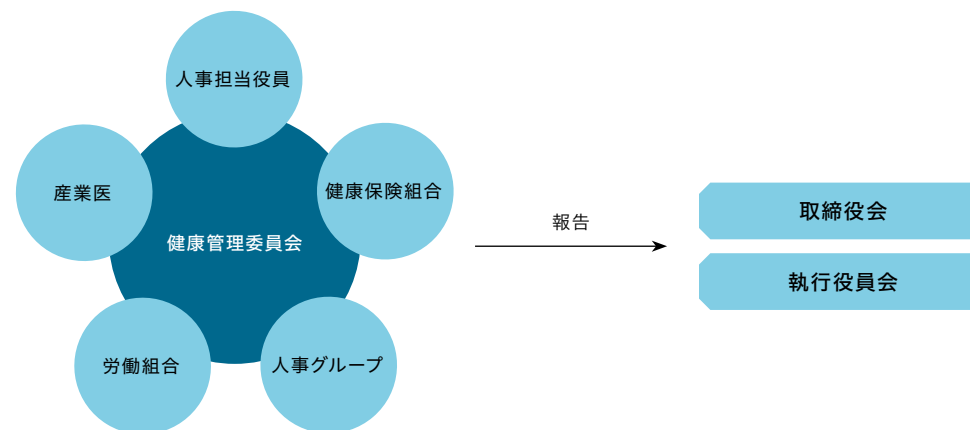 人事担当役員
産業医
健康保険組合
健康管理委員会
労働組合
人事グループ
報告
取締役会
執行役員会